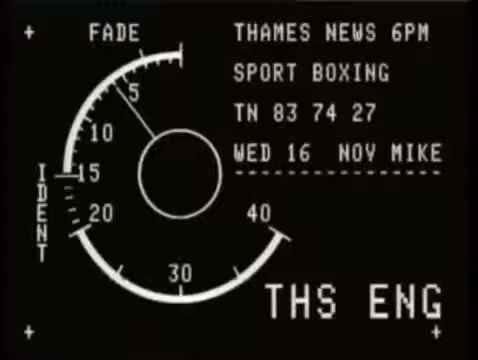 FADE
THAMES NEWS 6PM
SPORT BOXING
TN 83 74 27
WED 16 NOV MIKE
5
10
15
20
30
40
IDENT
THS ENG